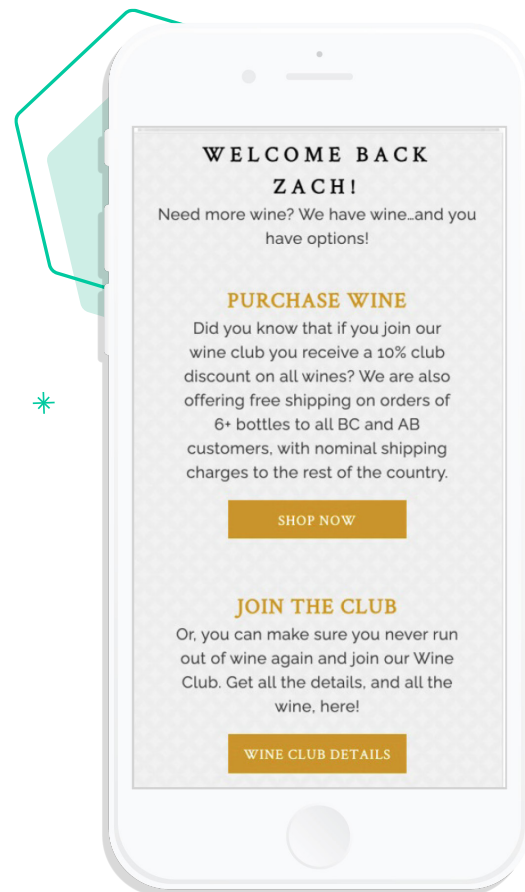 WELCOME BACK
ZACH!
Need more wine? We have wine…and you
have options!
PURCHASE WINE
Did you know that if you join our
wine club you receive a 10% club
discount on all wines? We are also
offering free shipping on orders of
6+ bottles to all BC and AB
customers, with nominal shipping
charges to the rest of the country.
SHOP NOW
JOIN THE CLUB
Or, you can make sure you never run
out of wine again and join our Wine
Club. Get all the details, and all the
wine, here!
WINE CLUB DETAILS